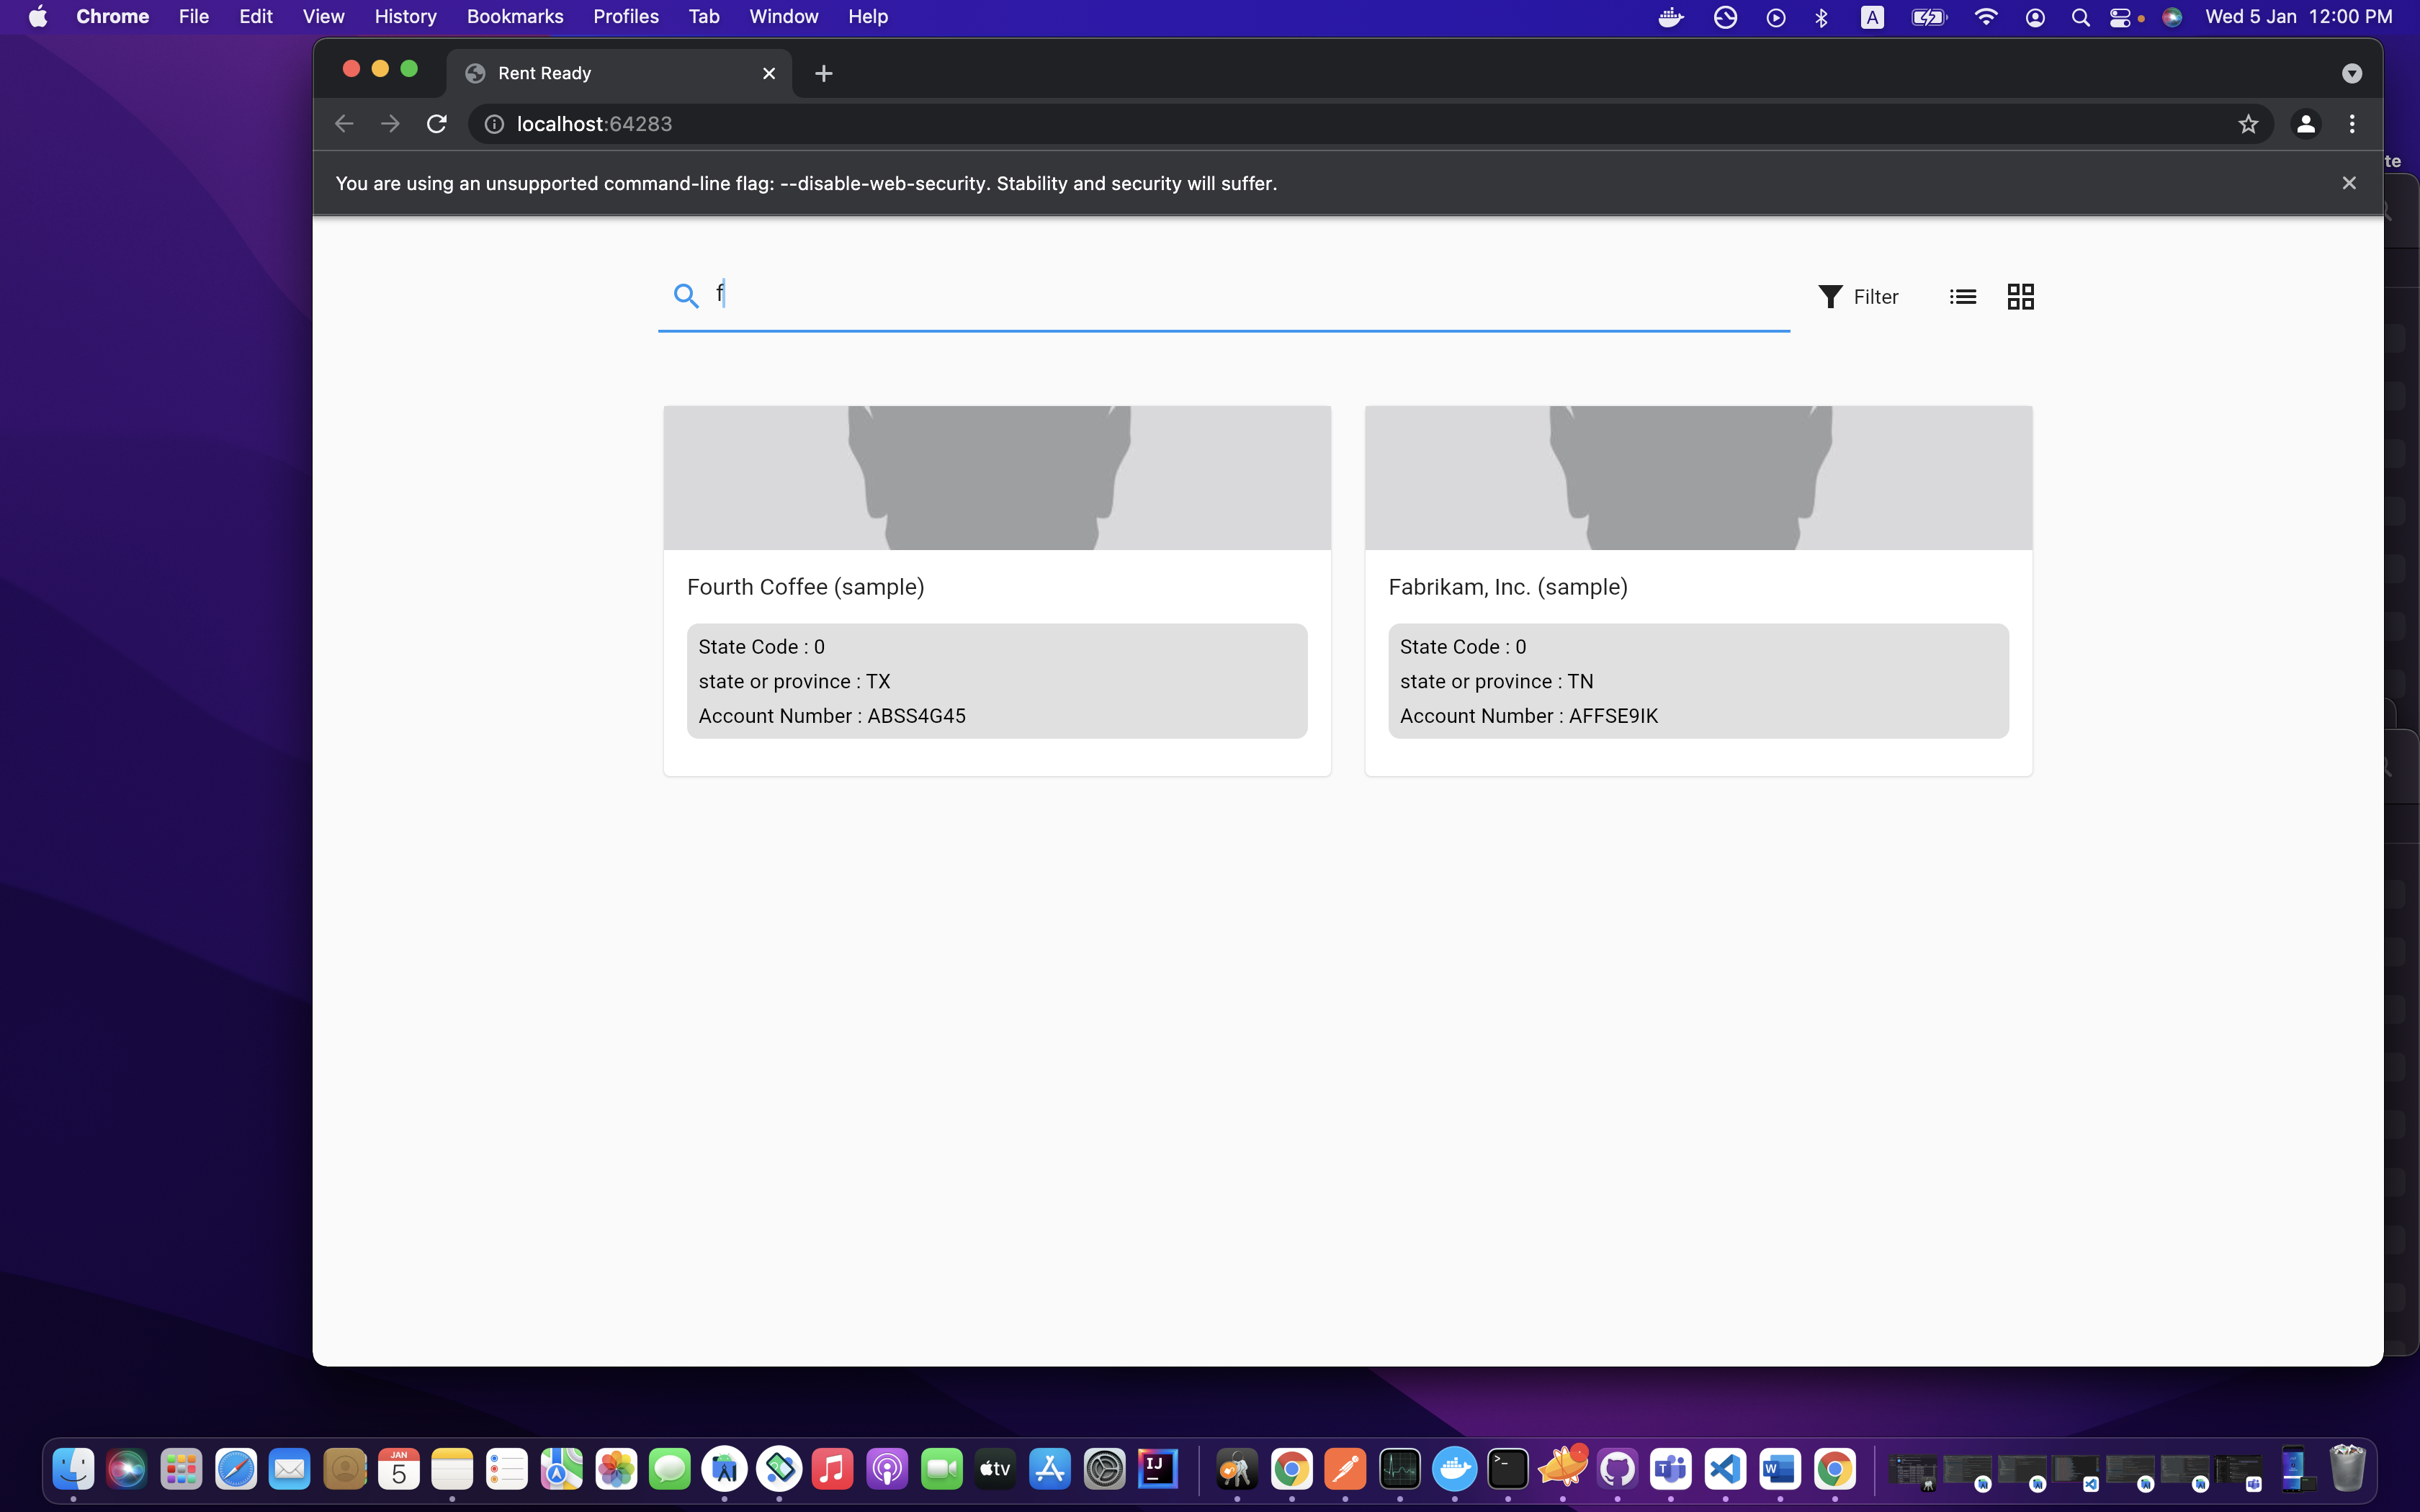 Chrome File Edit View History Bookmarks Profiles Tab Window Help A Wed 5 Jan 12:00 PM
Rent Ready
localhost:64283
te
You are using an unsupported command-line flag: --disable-web-security. Stability and security will suffer.
f
Filter
Fourth Coffee (sample)
State Code : 0
state or province : TX
Account Number : ABSS4G45
Fabrikam, Inc. (sample)
State Code : 0
state or province : TN
Account Number : AFFSE9IK
JAN
5
tv
IJ
>_
T
W